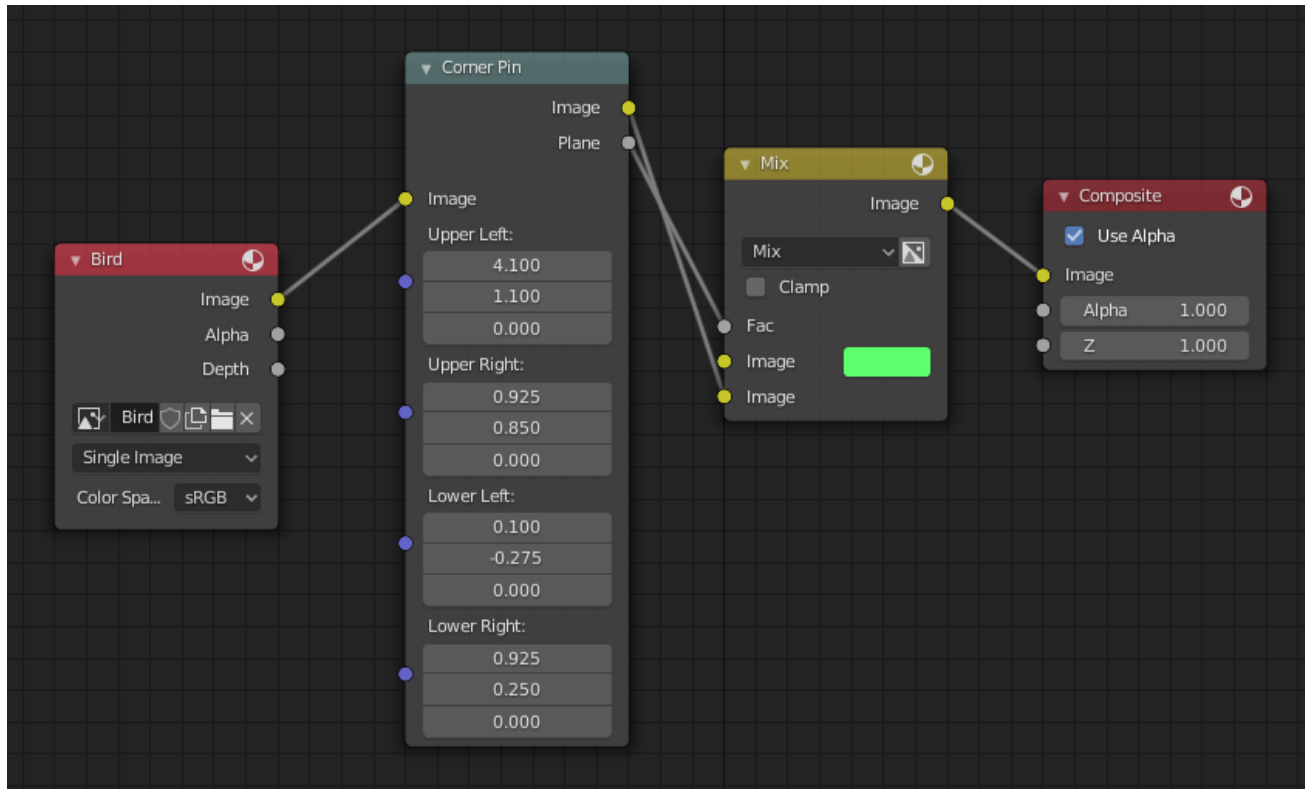 Bird
Image
Alpha
Depth
Bird
Single Image
Color Spa... sRGB
Corner Pin
Image
Plane
Image
Upper Left:
4.100
1.100
0.000
Upper Right:
0.925
0.850
0.000
Lower Left:
0.100
-0.275
0.000
Lower Right:
0.925
0.250
0.000
Mix
Image
Mix
Clamp
Fac
Image
Image
Composite
Use Alpha
Image
Alpha 1.000
Z 1.000